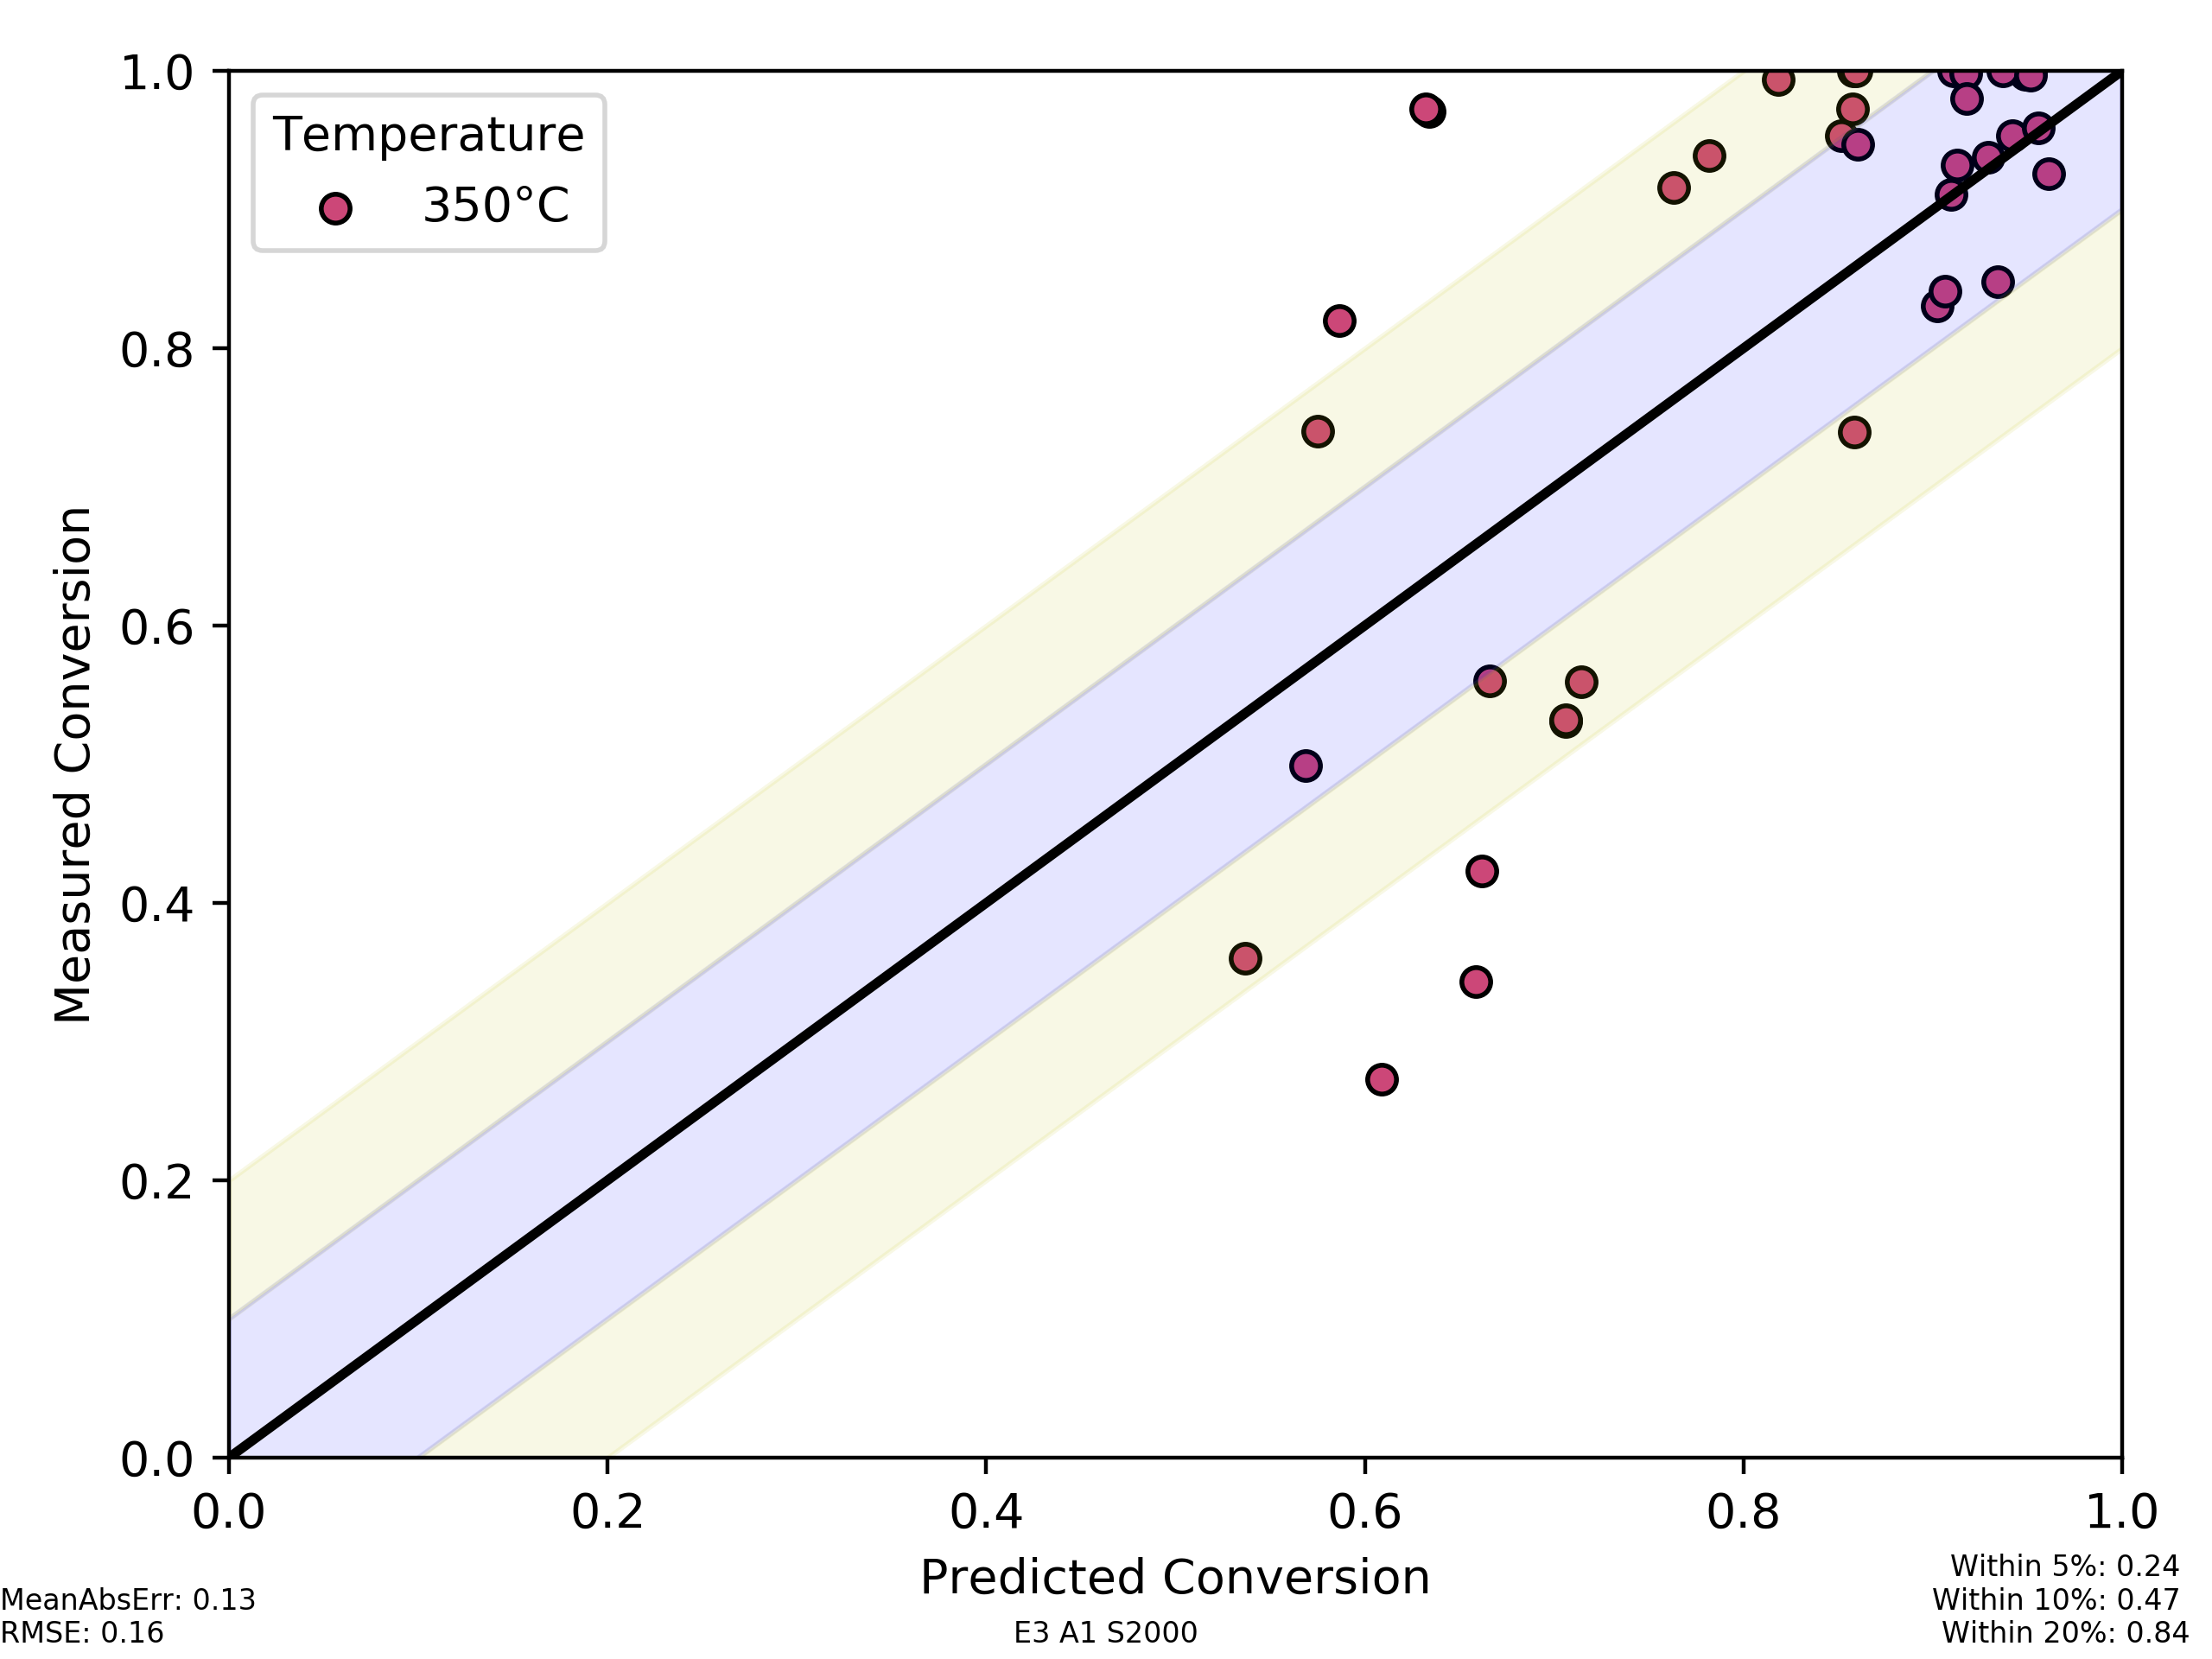 1.0
Temperature
350°C
0.8
0.6
0.4
0.2
0.0
Measured Conversion
0.0 0.2 0.4 0.6 0.8 1.0
Predicted Conversion
MeanAbsErr: 0.13
RMSE: 0.16
E3 A1 S2000
Within 5%: 0.24
Within 10%: 0.47
Within 20%: 0.84